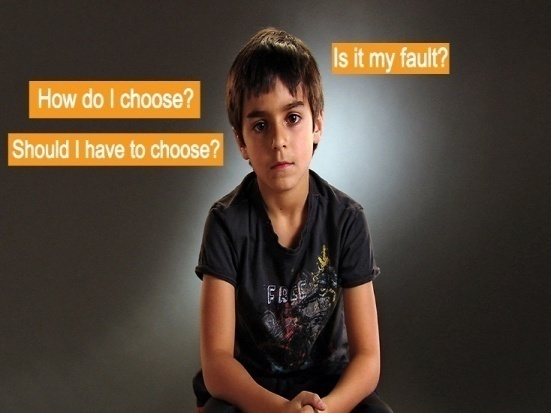 Is it my fault?
How do I choose?
Should I have to choose?